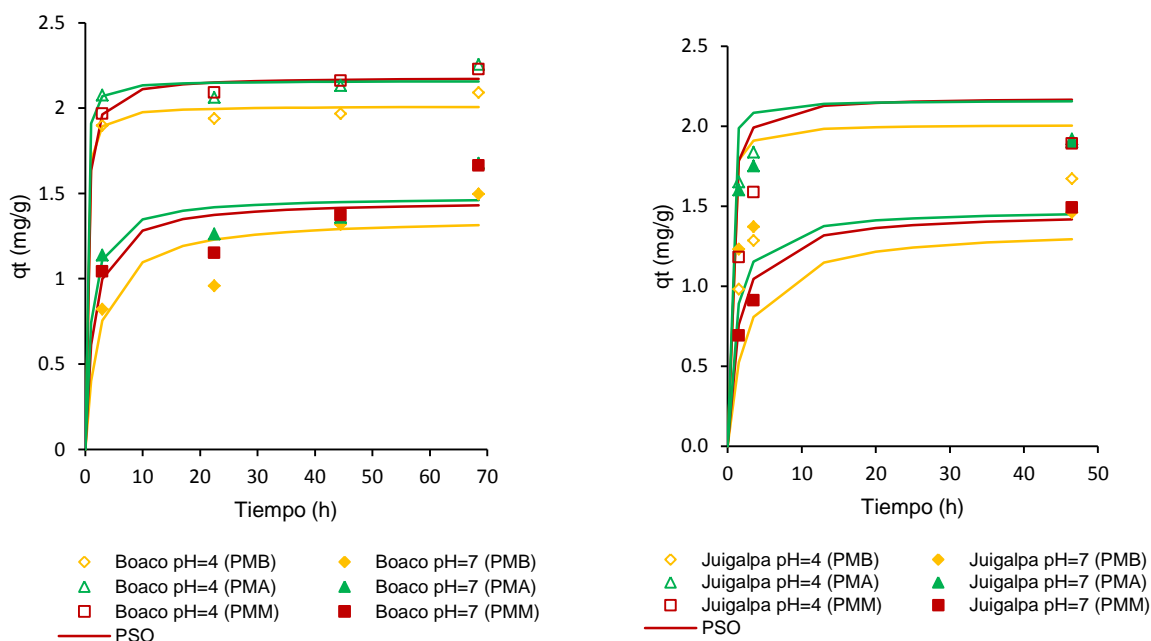 2.5
2
1.5
1
0.5
0
qt (mg/g)
0 10 20 30 40 50 60 70
Tiempo (h)
Boaco pH=4 (PMB) Boaco pH=7 (PMB)
Boaco pH=4 (PMA) Boaco pH=7 (PMA)
Boaco pH=4 (PMM) Boaco pH=7 (PMM)
PSO
2.5
2.0
1.5
1.0
0.5
0.0
qt (mg/g)
0 10 20 30 40 50
Tiempo (h)
Juigalpa pH=4 (PMB) Juigalpa pH=7 (PMB)
Juigalpa pH=4 (PMA) Juigalpa pH=7 (PMA)
Juigalpa pH=4 (PMM) Juigalpa pH=7 (PMM)
PSO